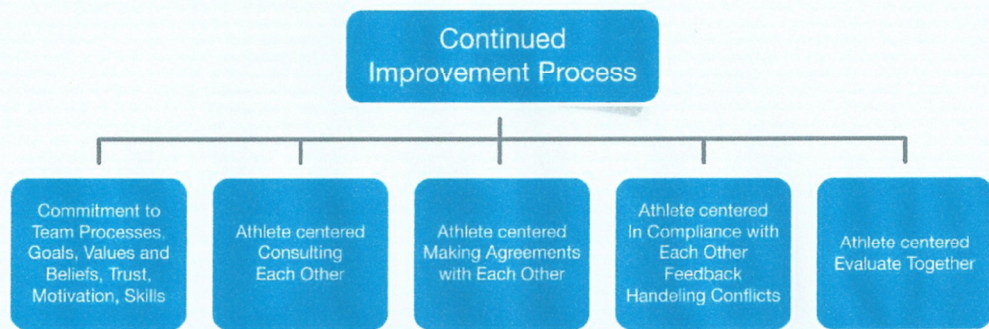 Continued
Improvement Process
Commitment to
Team Processes,
Goals, Values and
Beliefs, Trust,
Motivation, Skills
Athlete centered
Consulting
Each Other
Athlete centered
Making Agreements
with Each Other
Athlete centered
In Compliance with
Each Other
Feedback
Handeling Conflicts
Athlete centered
Evaluate Together